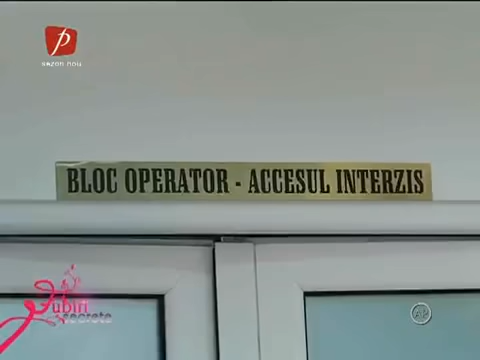 p
sezon nou
BLOC OPERATOR - ACCESUL INTERZIS
Iubiri
secrete